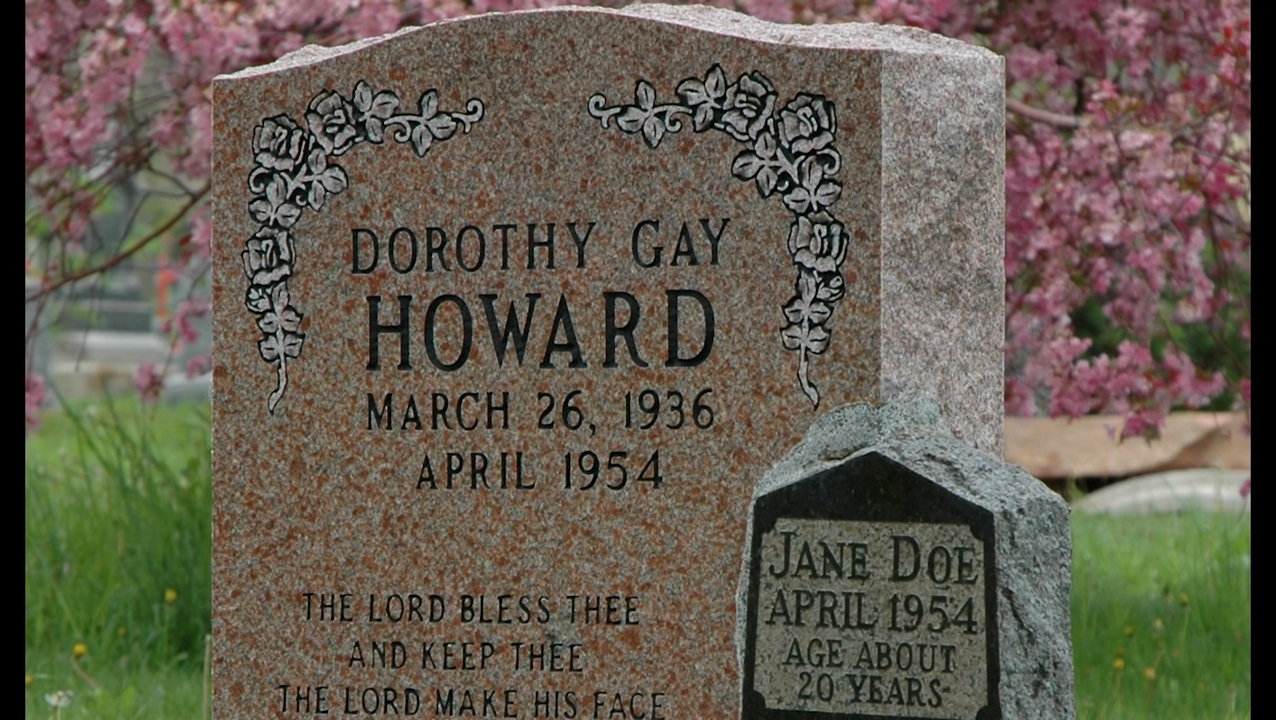 DOROTHY GAY
HOWARD
MARCH 26, 1936
APRIL 1954
THE LORD BLESS THEE
AND KEEP THEE
THE LORD MAKE HIS FACE
JANE DOE
APRIL 1954
AGE ABOUT
20 YEARS